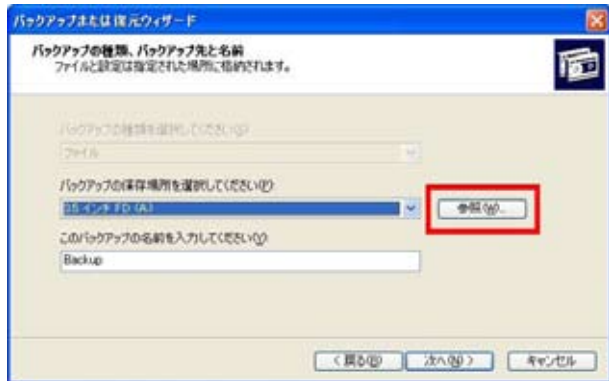 バックアップまたは復元ウィザード
バックアップの種類、バックアップ先と名前
ファイルと設定は指定された場所に格納されます。
バックアップの種類を選択してください(S):
ファイル
バックアップの保存場所を選択してください(P):
3.5 インチ FD (A:)
参照(W)...
このバックアップの名前を入力してください(Y):
Backup
< 戻る(B)
次へ(N) >
キャンセル